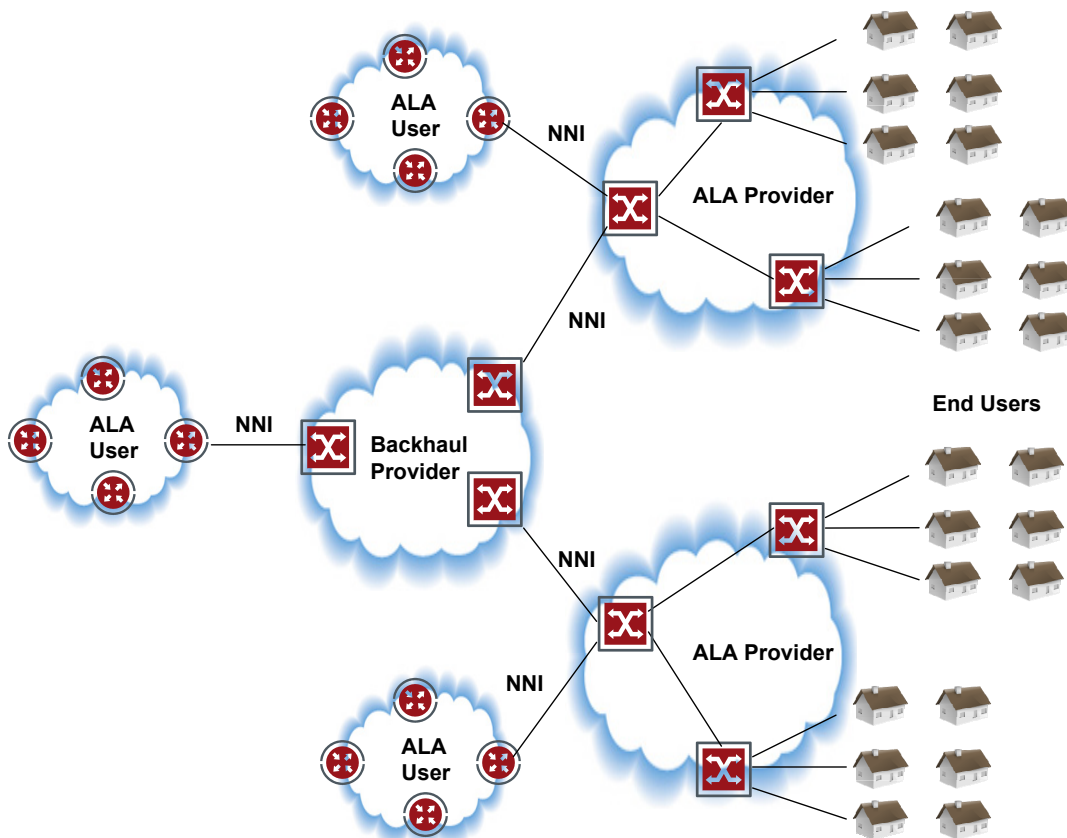 ALA
User
NNI
ALA Provider
NNI
End Users
ALA
User
NNI
Backhaul
Provider
NNI
ALA Provider
NNI
ALA
User